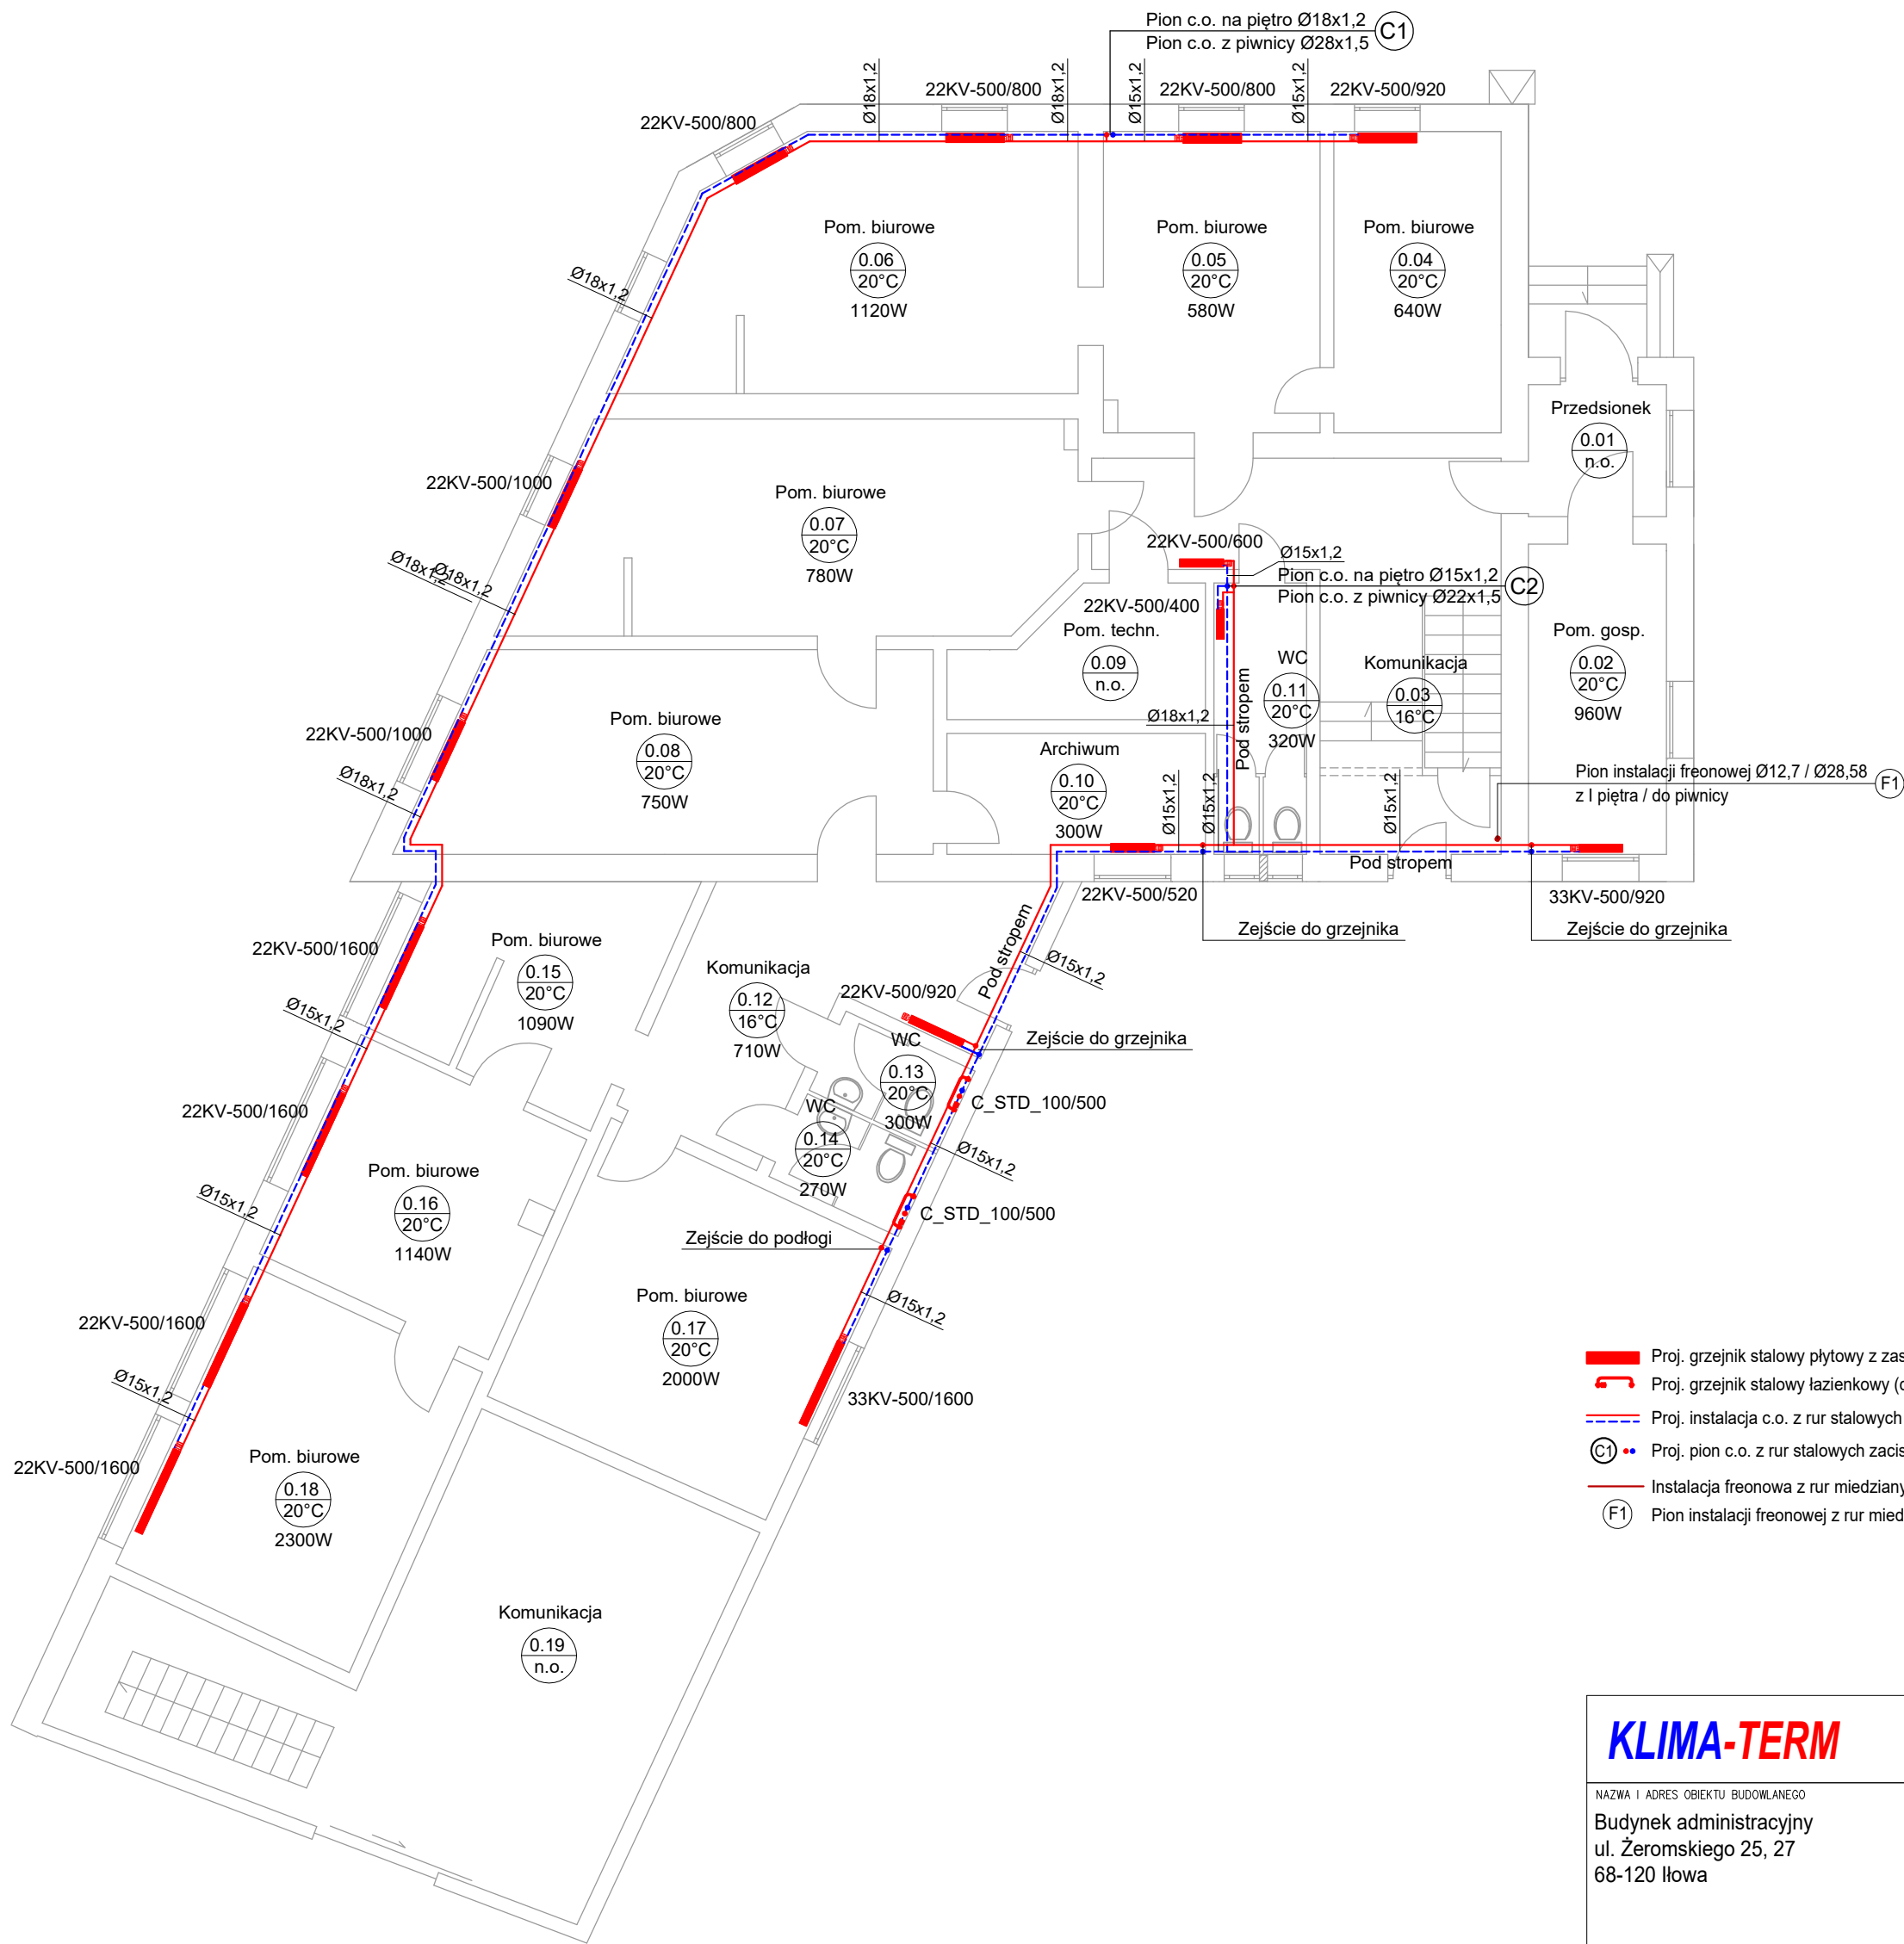 Pion c.o. na piętro Ø18x1,2
Pion c.o. z piwnicy Ø28x1,5
C1
Ø18x1,2
Ø18x1,2
Ø15x1,2
Ø15x1,2
22KV-500/800
22KV-500/800
22KV-500/920
22KV-500/800
Pom. biurowe
0.06
20°C
1120W
Pom. biurowe
0.05
20°C
580W
Pom. biurowe
0.04
20°C
640W
Ø18x1,2
Przedsionek
0.01
n.o.
22KV-500/1000
Pom. biurowe
0.07
20°C
780W
Ø18x1,2
Ø18x1,2
22KV-500/600
Ø15x1,2
Pion c.o. na piętro Ø15x1,2
Pion c.o. z piwnicy Ø22x1,5
C2
22KV-500/400
Pom. techn.
0.09
n.o.
WC
0.11
20°C
320W
Komunikacja
0.03
16°C
Pom. gosp.
0.02
20°C
960W
Pod stropem
Ø18x1,2
22KV-500/1000
Ø18x1,2
Pom. biurowe
0.08
20°C
750W
Archiwum
0.10
20°C
300W
Ø15x1,2
Ø15x1,2
Ø15x1,2
Pion instalacji freonowej Ø12,7 / Ø28,58
z I piętra / do piwnicy
F1
Pod stropem
22KV-500/520
33KV-500/920
Zejście do grzejnika
Zejście do grzejnika
22KV-500/1600
Pom. biurowe
0.15
20°C
1090W
Komunikacja
0.12
16°C
710W
Pod stropem
Ø15x1,2
22KV-500/920
Zejście do grzejnika
Ø15x1,2
WC
0.13
20°C
300W
C_STD_100/500
22KV-500/1600
WC
0.14
20°C
270W
Ø15x1,2
C_STD_100/500
Zejście do podłogi
Pom. biurowe
0.16
20°C
1140W
Ø15x1,2
Pom. biurowe
0.17
20°C
2000W
Ø15x1,2
33KV-500/1600
22KV-500/1600
Ø15x1,2
22KV-500/1600
Pom. biurowe
0.18
20°C
2300W
Komunikacja
0.19
n.o.
Proj. grzejnik stalowy płytowy z zas
Proj. grzejnik stalowy łazienkowy (
Proj. instalacja c.o. z rur stalowych
C1 Proj. pion c.o. z rur stalowych zacis
Instalacja freonowa z rur miedzian
F1 Pion instalacji freonowej z rur mied
KLIMA-TERM
NAZWA I ADRES OBIEKTU BUDOWLANEGO
Budynek administracyjny
ul. Żeromskiego 25, 27
68-120 Iłowa